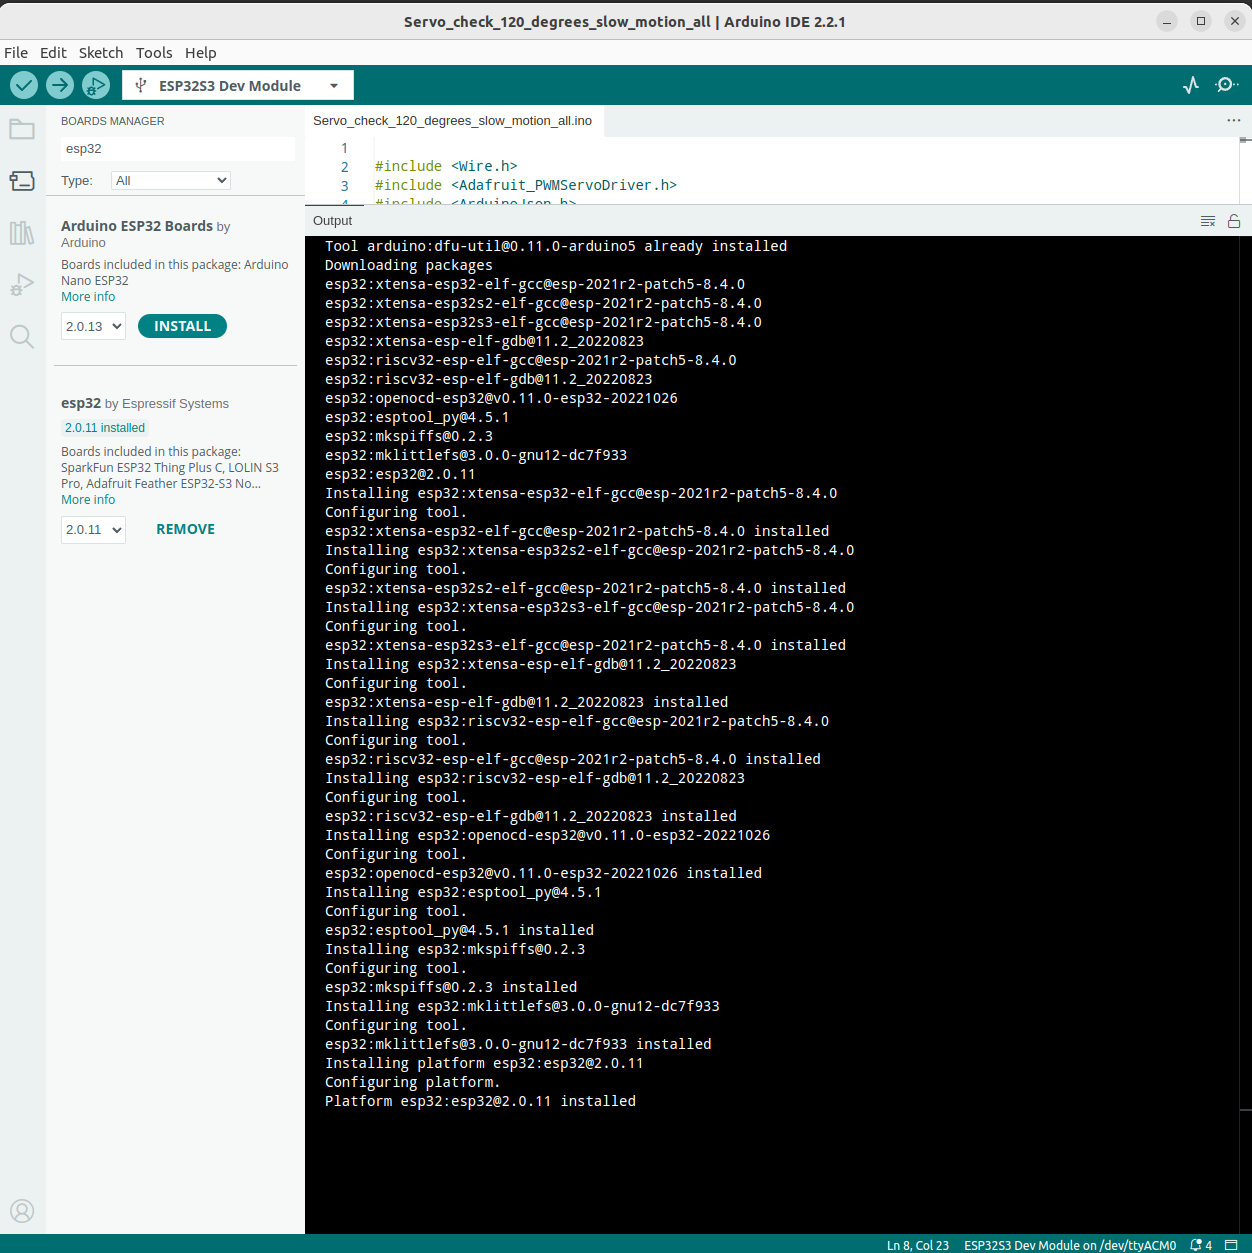 Servo_check_120_degrees_slow_motion_all | Arduino IDE 2.2.1
File Edit Sketch Tools Help
ESP32S3 Dev Module
BOARDS MANAGER
esp32
Type: All
Arduino ESP32 Boards by
Arduino
Boards included in this package: Arduino
Nano ESP32
More info
2.0.13 INSTALL
esp32 by Espressif Systems
2.0.11 installed
Boards included in this package:
SparkFun ESP32 Thing Plus C, LOLIN S3
Pro, Adafruit Feather ESP32-S3 No...
More info
2.0.11 REMOVE
Servo_check_120_degrees_slow_motion_all.ino
1
2 #include <Wire.h>
3 #include <Adafruit_PWMServoDriver.h>
4 #include <ArduinoJson.h>
Output
Tool arduino:dfu-util@0.11.0-arduino5 already installed
Downloading packages
esp32:xtensa-esp32-elf-gcc@esp-2021r2-patch5-8.4.0
esp32:xtensa-esp32s2-elf-gcc@esp-2021r2-patch5-8.4.0
esp32:xtensa-esp32s3-elf-gcc@esp-2021r2-patch5-8.4.0
esp32:xtensa-esp-elf-gdb@11.2_20220823
esp32:riscv32-esp-elf-gcc@esp-2021r2-patch5-8.4.0
esp32:riscv32-esp-elf-gdb@11.2_20220823
esp32:openocd-esp32@v0.11.0-esp32-20221026
esp32:esptool_py@4.5.1
esp32:mkspiffs@0.2.3
esp32:mklittlefs@3.0.0-gnu12-dc7f933
esp32:esp32@2.0.11
Installing esp32:xtensa-esp32-elf-gcc@esp-2021r2-patch5-8.4.0
Configuring tool.
esp32:xtensa-esp32-elf-gcc@esp-2021r2-patch5-8.4.0 installed
Installing esp32:xtensa-esp32s2-elf-gcc@esp-2021r2-patch5-8.4.0
Configuring tool.
esp32:xtensa-esp32s2-elf-gcc@esp-2021r2-patch5-8.4.0 installed
Installing esp32:xtensa-esp32s3-elf-gcc@esp-2021r2-patch5-8.4.0
Configuring tool.
esp32:xtensa-esp32s3-elf-gcc@esp-2021r2-patch5-8.4.0 installed
Installing esp32:xtensa-esp-elf-gdb@11.2_20220823
Configuring tool.
esp32:xtensa-esp-elf-gdb@11.2_20220823 installed
Installing esp32:riscv32-esp-elf-gcc@esp-2021r2-patch5-8.4.0
Configuring tool.
esp32:riscv32-esp-elf-gcc@esp-2021r2-patch5-8.4.0 installed
Installing esp32:riscv32-esp-elf-gdb@11.2_20220823
Configuring tool.
esp32:riscv32-esp-elf-gdb@11.2_20220823 installed
Installing esp32:openocd-esp32@v0.11.0-esp32-20221026
Configuring tool.
esp32:openocd-esp32@v0.11.0-esp32-20221026 installed
Installing esp32:esptool_py@4.5.1
Configuring tool.
esp32:esptool_py@4.5.1 installed
Installing esp32:mkspiffs@0.2.3
Configuring tool.
esp32:mkspiffs@0.2.3 installed
Installing esp32:mklittlefs@3.0.0-gnu12-dc7f933
Configuring tool.
esp32:mklittlefs@3.0.0-gnu12-dc7f933 installed
Installing platform esp32:esp32@2.0.11
Configuring platform.
Platform esp32:esp32@2.0.11 installed
Ln 8, Col 23 ESP32S3 Dev Module on /dev/ttyACM0 4